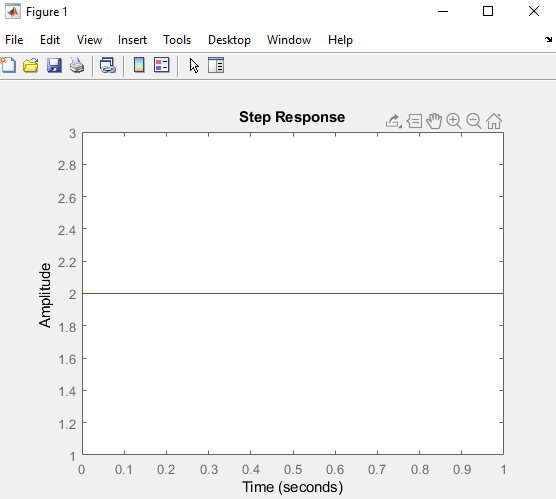 Figure 1
File Edit View Insert Tools Desktop Window Help
Step Response
3
2.8
2.6
2.4
2.2
2
1.8
1.6
1.4
1.2
1
Amplitude
0 0.1 0.2 0.3 0.4 0.5 0.6 0.7 0.8 0.9 1
Time (seconds)